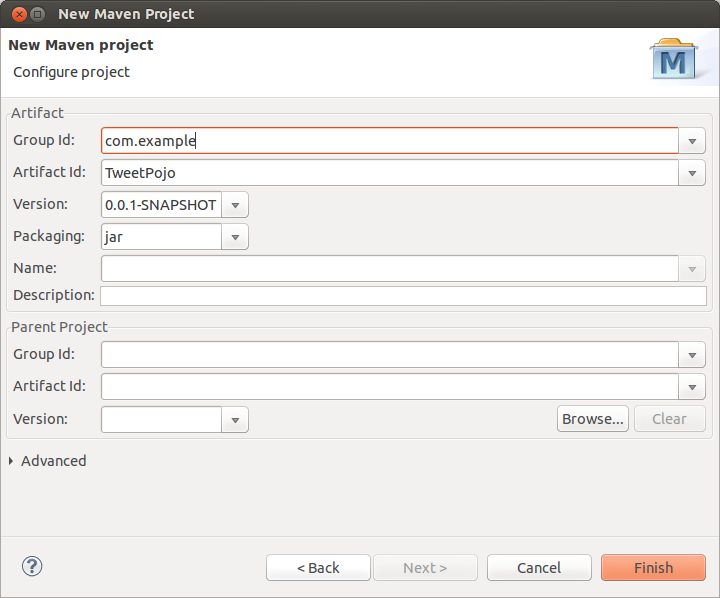 New Maven Project
New Maven project
Configure project
M
Artifact
Group Id: com.example
Artifact Id: TweetPojo
Version: 0.0.1-SNAPSHOT
Packaging: jar
Name:
Description:
Parent Project
Group Id:
Artifact Id:
Version: Browse... Clear
Advanced
? < Back Next > Cancel Finish